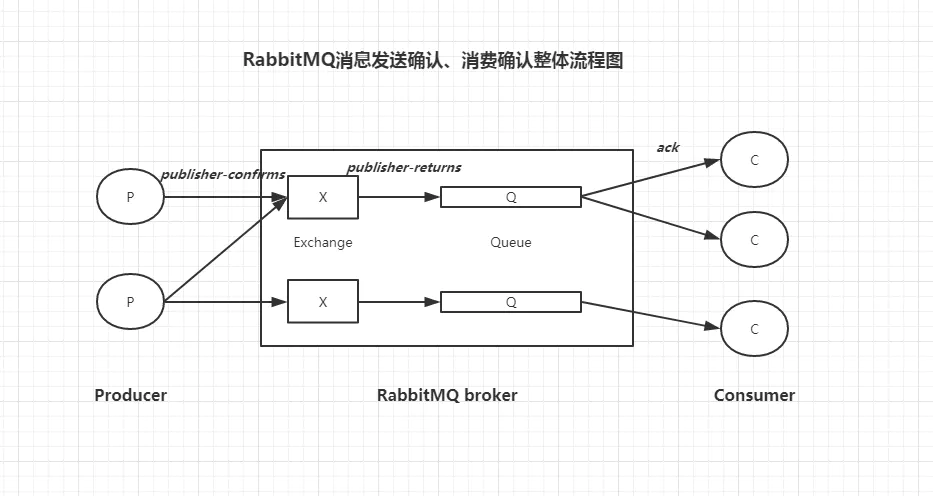 RabbitMQ消息发送确认、消费确认整体流程图
ack
publisher-confirms
publisher-returns
C
P
X
Q
Exchange
Queue
C
P
X
Q
C
Producer
RabbitMQ broker
Consumer